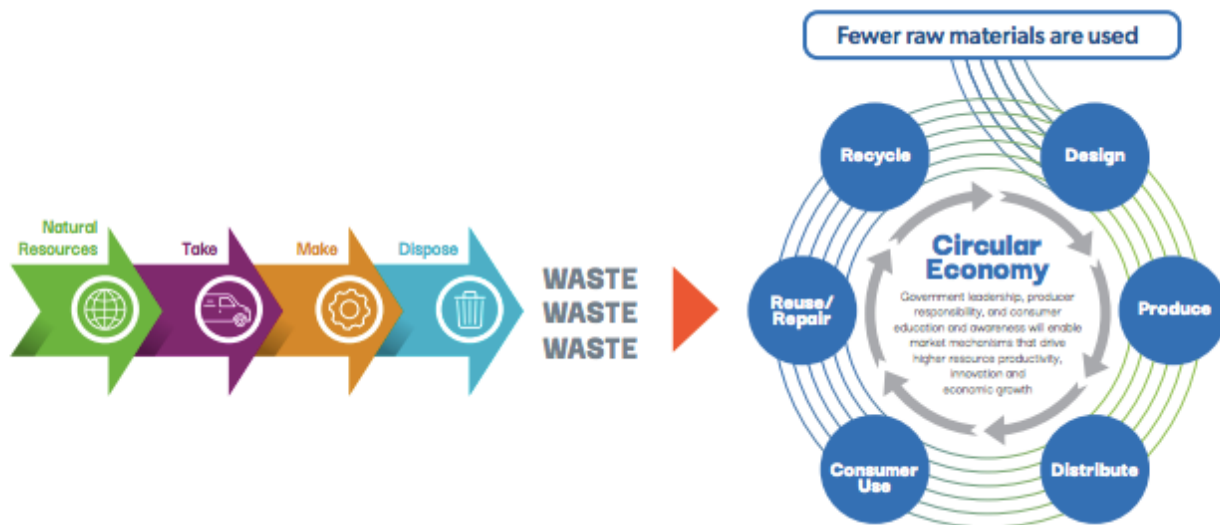 Natural
Resources
Take
Make
Dispose
WASTE
WASTE
WASTE
Fewer raw materials are used
Recycle
Design
Circular
Economy
Government leadership, producer
responsibility, and consumer
education and awareness will enable
market mechanisms that drive
higher resource productivity,
innovation and
economic growth
Reuse/
Repair
Produce
Consumer
Use
Distribute